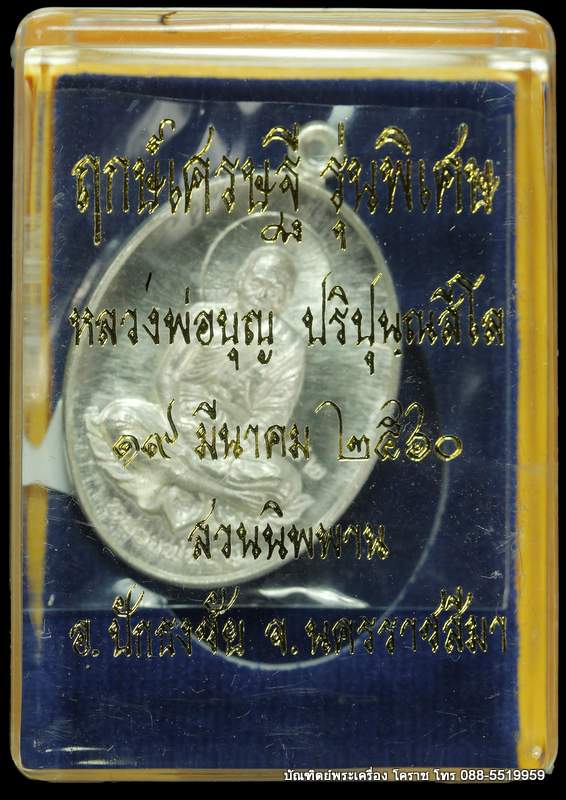 ฤกษ์เศรษฐี รุ่นพิเศษ
หลวงพ่อบุญ ปริปุนฺณสีโล
๑๙ มีนาคม ๒๕๖๐
สวนนิพพาน
อ.ปักธงชัย จ.นครราชสีมา
บัณฑิตย์พระเครื่อง โคราช โทร 088-5519959